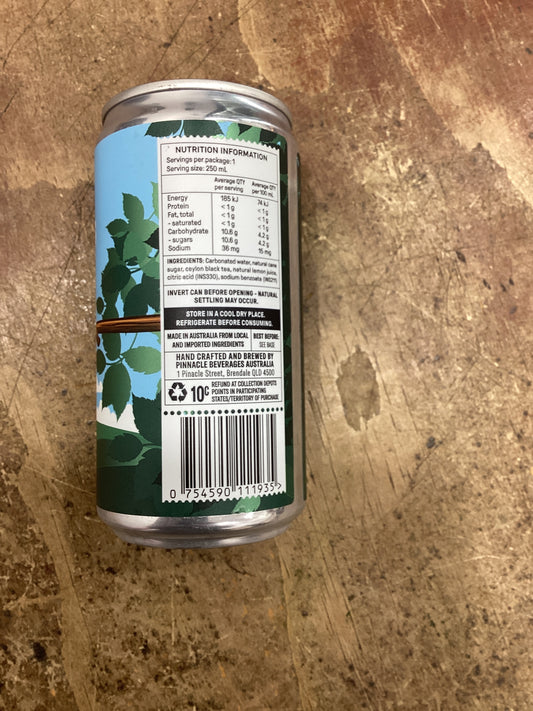 NUTRITION INFORMATION
Servings per package: 1
Serving size: 250 mL
Average QTY per serving Average QTY per 100 mL
Energy 185 kJ 74 kJ
Protein < 1 g < 1 g
Fat, total < 1 g < 1 g
- saturated < 1 g < 1 g
Carbohydrate 10.6 g 4.2 g
- sugars 10.6 g 4.2 g
Sodium 36 mg 15 mg
INGREDIENTS: Carbonated water, natural cane
sugar, ceylon black tea, natural lemon juice,
citric acid (INS330), sodium benzoate (INS211)
INVERT CAN BEFORE OPENING - NATURAL
SETTLING MAY OCCUR.
STORE IN A COOL DRY PLACE.
REFRIGERATE BEFORE CONSUMING.
MADE IN AUSTRALIA FROM LOCAL
AND IMPORTED INGREDIENTS
BEST BEFORE:
SEE BASE
HAND CRAFTED AND BREWED BY
PINNACLE BEVERAGES AUSTRALIA
1 Pinacle Street, Brendale QLD 4500
10c
REFUND AT COLLECTION DEPOTS
POINTS IN PARTICIPATING
STATES/TERRITORY OF PURCHASE
0 754590 111935 >